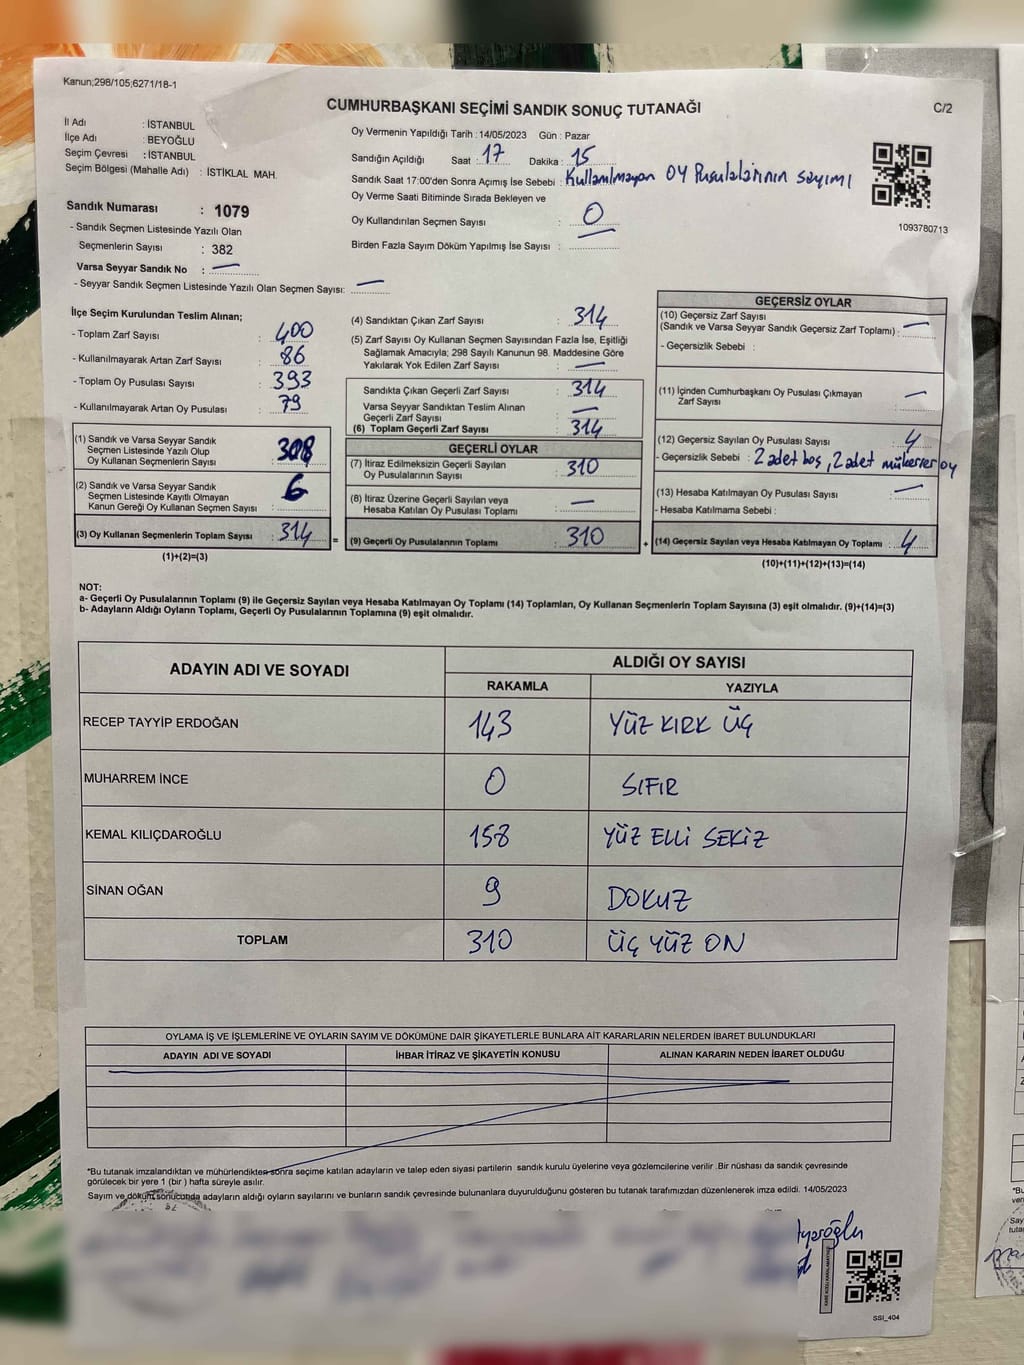 Kanun;298/105;6271/18-1
CUMHURBAŞKANI SEÇİMİ SANDIK SONUÇ TUTANAĞI
C/2
İl Adı : İSTANBUL
İlçe Adı : BEYOĞLU
Seçim Çevresi : İSTANBUL
Seçim Bölgesi (Mahalle Adı) : İSTİKLAL MAH.
Sandık Numarası : 1079
- Sandık Seçmen Listesinde Yazılı Olan
Seçmenlerin Sayısı : 382
Varsa Seyyar Sandık No : —
- Seyyar Sandık Seçmen Listesinde Yazılı Olan Seçmen Sayısı: —
Oy Vermenin Yapıldığı Tarih : 14/05/2023 Gün : Pazar
Sandığın Açıldığı Saat : 17 Dakika : 15
Sandık Saat 17:00'den Sonra Açımış İse Sebebi : Kullanılmayan Oy Pusulalarının sayımı
Oy Verme Saati Bitiminde Sırada Bekleyen ve
Oy Kullandırılan Seçmen Sayısı : 0
Birden Fazla Sayım Döküm Yapılmış İse Sayısı :
1093780713
İlçe Seçim Kurulundan Teslim Alınan;
- Toplam Zarf Sayısı : 400
- Kullanılmayarak Artan Zarf Sayısı : 86
- Toplam Oy Pusulası Sayısı : 393
- Kullanılmayarak Artan Oy Pusulası : 79
(1) Sandık ve Varsa Seyyar Sandık
Seçmen Listesinde Yazılı Olup
Oy Kullanan Seçmenlerin Sayısı : 308
(2) Sandık ve Varsa Seyyar Sandık
Seçmen Listesinde Kayıtlı Olmayan
Kanun Gereği Oy Kullanan Seçmen Sayısı : 6
(3) Oy Kullanan Seçmenlerin Toplam Sayısı : 314
(1)+(2)=(3)
(4) Sandıktan Çıkan Zarf Sayısı : 314
(5) Zarf Sayısı Oy Kullanan Seçmen Sayısından Fazla İse, Eşitliği
Sağlamak Amacıyla; 298 Sayılı Kanunun 98. Maddesine Göre
Yakılarak Yok Edilen Zarf Sayısı : —
Sandıkta Çıkan Geçerli Zarf Sayısı : 314
Varsa Seyyar Sandıktan Teslim Alınan
Geçerli Zarf Sayısı : —
(6) Toplam Geçerli Zarf Sayısı : 314
GEÇERLİ OYLAR
(7) İtiraz Edilmeksizin Geçerli Sayılan
Oy Pusulalarının Sayısı : 310
(8) İtiraz Üzerine Geçerli Sayılan veya
Hesaba Katılan Oy Pusulası Toplamı : —
= (9) Geçerli Oy Pusulalarının Toplamı : 310
GEÇERSİZ OYLAR
(10) Geçersiz Zarf Sayısı
(Sandık ve Varsa Seyyar Sandık Geçersiz Zarf Toplamı) : —
- Geçersizlik Sebebi :
(11) İçinden Cumhurbaşkanı Oy Pusulası Çıkmayan
Zarf Sayısı : —
(12) Geçersiz Sayılan Oy Pusulası Sayısı : 4
- Geçersizlik Sebebi : 2 adet boş, 2 adet mükerrer oy
(13) Hesaba Katılmayan Oy Pusulası Sayısı : —
- Hesaba Katılmama Sebebi :
+ (14) Geçersiz Sayılan veya Hesaba Katılmayan Oy Toplamı : 4
(10)+(11)+(12)+(13)=(14)
NOT:
a- Geçerli Oy Pusulalarının Toplamı (9) ile Geçersiz Sayılan veya Hesaba Katılmayan Oy Toplamı (14) Toplamları, Oy Kullanan Seçmenlerin Toplam Sayısına (3) eşit olmalıdır. (9)+(14)=(3)
b- Adayların Aldığı Oyların Toplamı, Geçerli Oy Pusulalarının Toplamına (9) eşit olmalıdır.
ADAYIN ADI VE SOYADI
ALDIĞI OY SAYISI
RAKAMLA YAZIYLA
RECEP TAYYİP ERDOĞAN 143 YÜZ KIRK ÜÇ
MUHARREM İNCE 0 SIFIR
KEMAL KILIÇDAROĞLU 158 YÜZ ELLİ SEKİZ
SİNAN OĞAN 9 DOKUZ
TOPLAM 310 ÜÇ YÜZ ON
OYLAMA İŞ VE İŞLEMLERİNE VE OYLARIN SAYIM VE DÖKÜMÜNE DAİR ŞİKAYETLERLE BUNLARA AİT KARARLARIN NELERDEN İBARET BULUNDUKLARI
ADAYIN ADI VE SOYADI İHBAR İTİRAZ VE ŞİKAYETİN KONUSU ALINAN KARARIN NEDEN İBARET OLDUĞU
*Bu tutanak imzalandıktan ve mühürlendikten sonra seçime katılan adayların ve talep eden siyasi partilerin sandık kurulu üyelerine veya gözlemcilerine verilir .Bir nüshası da sandık çevresinde
görülecek bir yere 1 (bir ) hafta süreyle asılır.
Sayım ve döküm sonucunda adayların aldığı oyların sayılarını ve bunların sandık çevresinde bulunanlara duyurulduğunu gösteren bu tutanak tarafımızdan düzenlenerek imza edildi. 14/05/2023
SSI_404